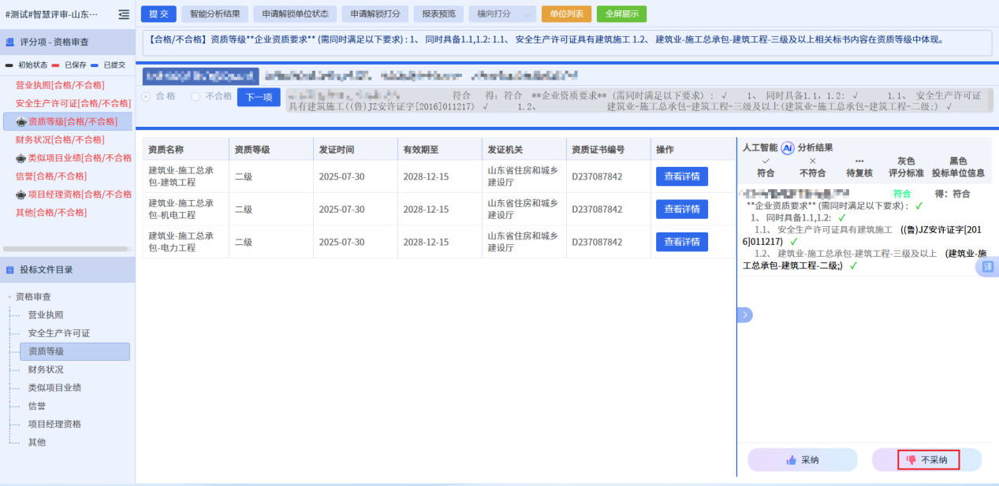 #测试#智慧评审-山东…
提 交
智能分析结果
申请解锁单位状态
申请解锁打分
报表预览
横向打分
单位列表
全屏展示
评分项 - 资格审查
初始状态 已保存 已提交
营业执照[合格/不合格]
安全生产许可证[合格/不合格]
资质等级[合格/不合格]
财务状况[合格/不合格]
类似项目业绩[合格/不合格
信誉[合格/不合格]
项目经理资格[合格/不合格
其他[合格/不合格]
投标文件目录
资格审查
营业执照
安全生产许可证
资质等级
财务状况
类似项目业绩
信誉
项目经理资格
其他
【合格/不合格】资质等级**企业资质要求** (需同时满足以下要求) : 1、 同时具备1.1,1.2: 1.1、 安全生产许可证具有建筑施工 1.2、 建筑业-施工总承包-建筑工程-三级及以上相关标书内容在资质等级中体现。
合 格 不合格 下一项
符合 得: 符合 **企业资质要求** (需同时满足以下要求) : √ 1、 同时具备1.1, 1.2: √ 1.1、 安全生产许可证
具有建筑施工((鲁)JZ安许证字[2016]011217) √ 1.2、 建筑业-施工总承包-建筑工程-三级及以上(建筑业-施工总承包-建筑工程-二级;) √
资质名称 资质等级 发证时间 有效期至 发证机关 资质证书编号 操作
建筑业-施工总承
包-建筑工程
二级 2025-07-30 2028-12-15
山东省住房和城乡
建设厅
D237087842 查看详情
建筑业-施工总承
包-机电工程
二级 2025-07-30 2028-12-15
山东省住房和城乡
建设厅
D237087842 查看详情
建筑业-施工总承
包-电力工程
二级 2025-07-30 2028-12-15
山东省住房和城乡
建设厅
D237087842 查看详情
人工智能 Ai 分析结果
✓ × ••• 灰色 黑色
符合 不符合 待复核 评分标准 投标单位信息
符合 得: 符合
**企业资质要求** (需同时满足以下要求) : ✓
1、 同时具备1.1,1.2: ✓
1.1、 安全生产许可证具有建筑施工 ((鲁)JZ安许证字[201
6]011217) ✓
1.2、 建筑业-施工总承包-建筑工程-三级及以上 (建筑业-施
工总承包-建筑工程-二级;) ✓
译
采纳
不采纳